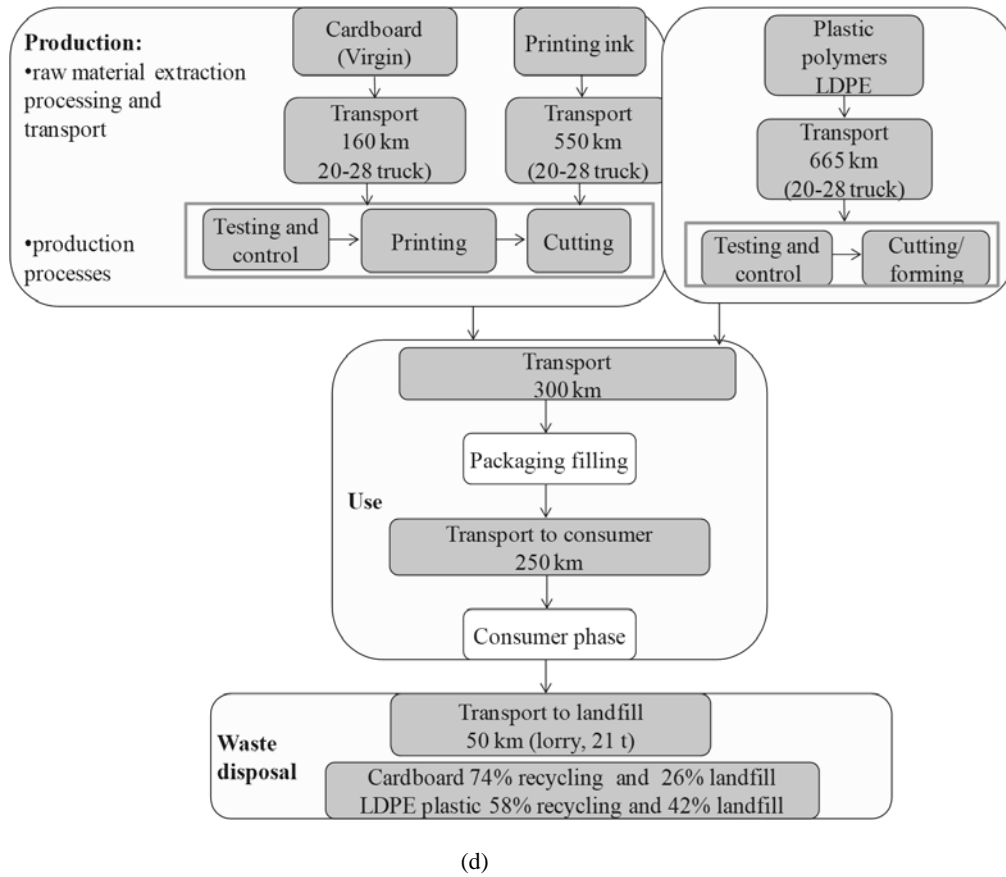 Production:
•raw material extraction
processing and
transport
Cardboard
(Virgin)
Printing ink
Plastic
polymers
LDPE
Transport
160 km
20-28 truck)
Transport
550 km
(20-28 truck)
Transport
665 km
(20-28 truck)
•production
processes
Testing and
control
Printing
Cutting
Testing and
control
Cutting/
forming
Transport
300 km
Packaging filling
Use
Transport to consumer
250 km
Consumer phase
Waste
disposal
Transport to landfill
50 km (lorry, 21 t)
Cardboard 74% recycling and 26% landfill
LDPE plastic 58% recycling and 42% landfill
(d)